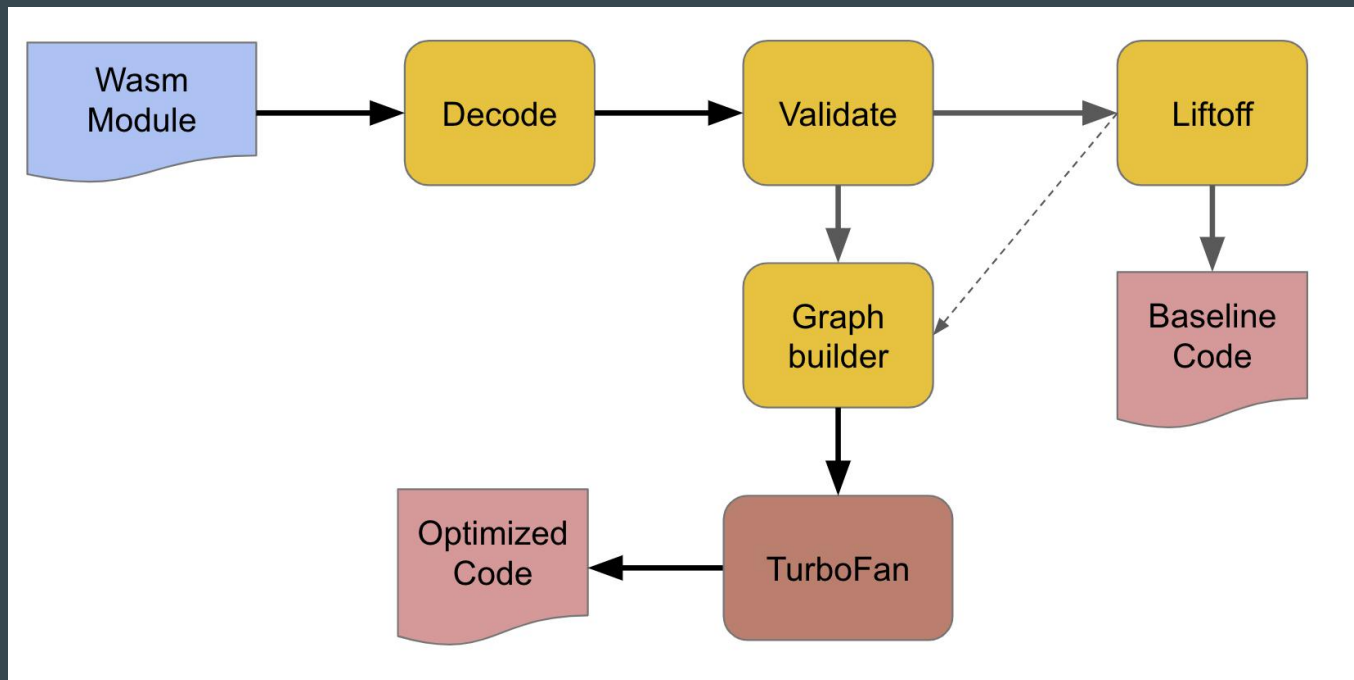 Wasm
Module
Decode
Validate
Liftoff
Graph
builder
Baseline
Code
Optimized
Code
TurboFan